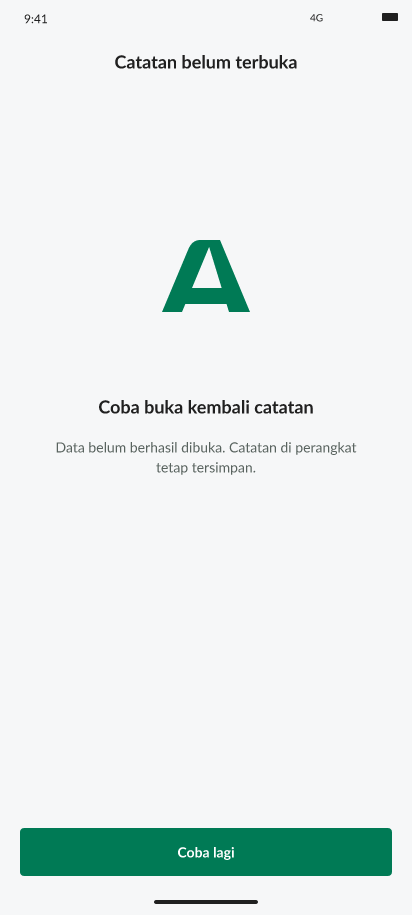 9:41
4G
Catatan belum terbuka
A
Coba buka kembali catatan
Data belum berhasil dibuka. Catatan di perangkat
tetap tersimpan.
Coba lagi